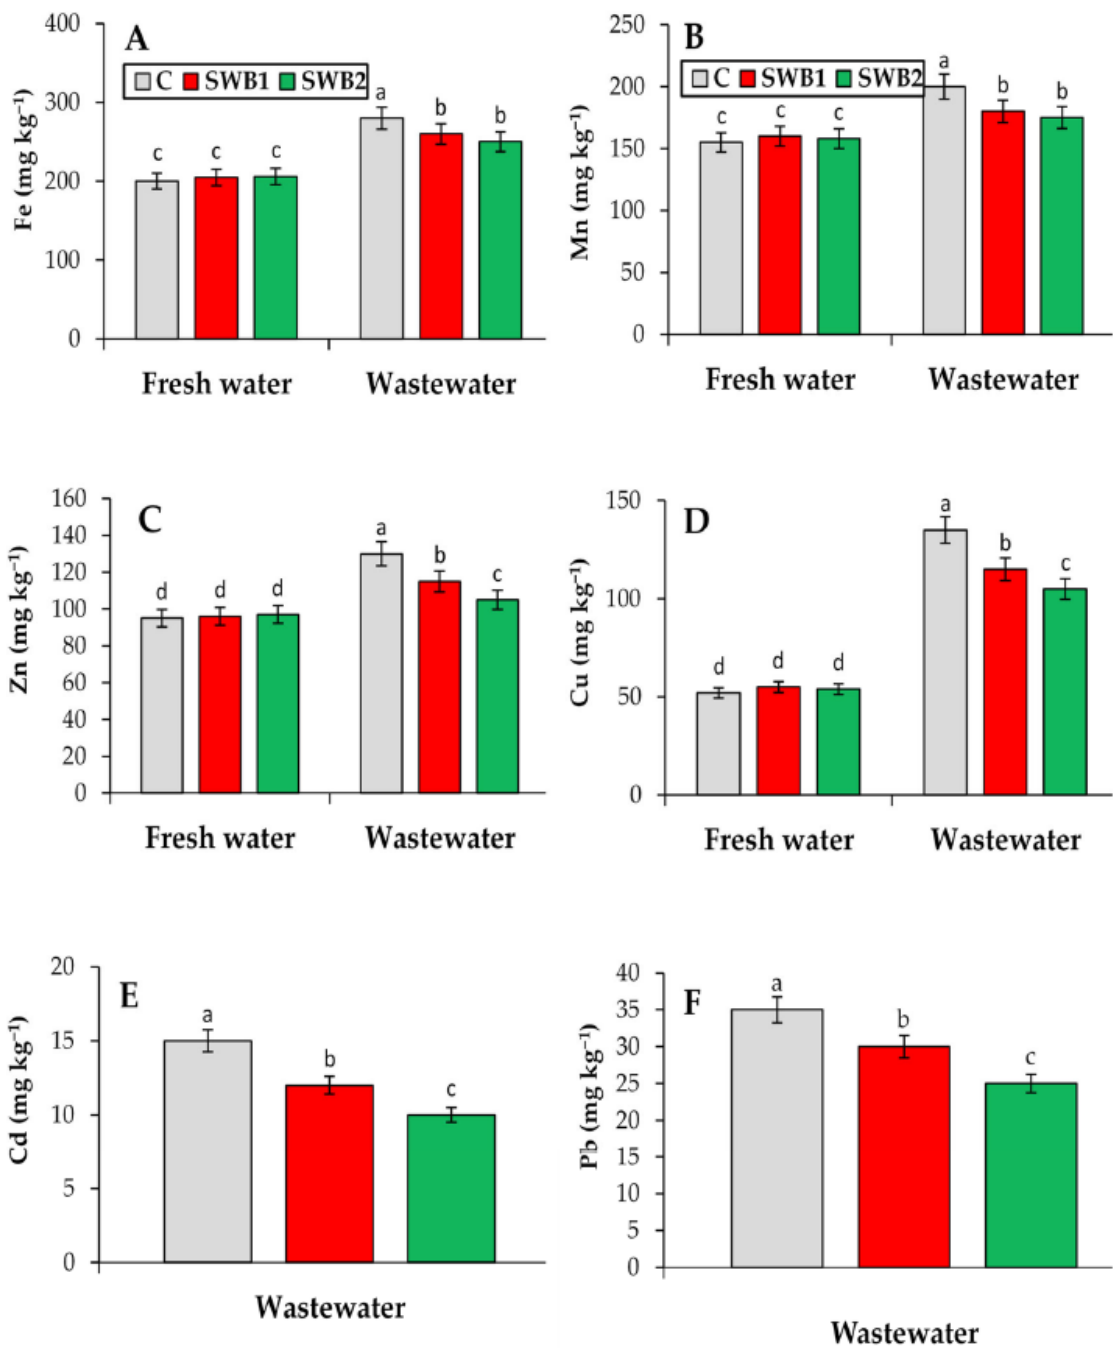 A
C SWB1 SWB2
Fe (mg kg⁻¹)
400
300
200
100
0
c c c a b b
Fresh water Wastewater
B
C SWB1 SWB2
Mn (mg kg⁻¹)
250
200
150
100
50
0
c c c a b b
Fresh water Wastewater
C
Zn (mg kg⁻¹)
160
140
120
100
80
60
40
20
0
d d d a b c
Fresh water Wastewater
D
Cu (mg kg⁻¹)
150
100
50
0
d d d a b c
Fresh water Wastewater
E
Cd (mg kg⁻¹)
20
15
10
5
0
a b c
Wastewater
F
Pb (mg kg⁻¹)
40
35
30
25
20
15
10
5
0
a b c
Wastewater